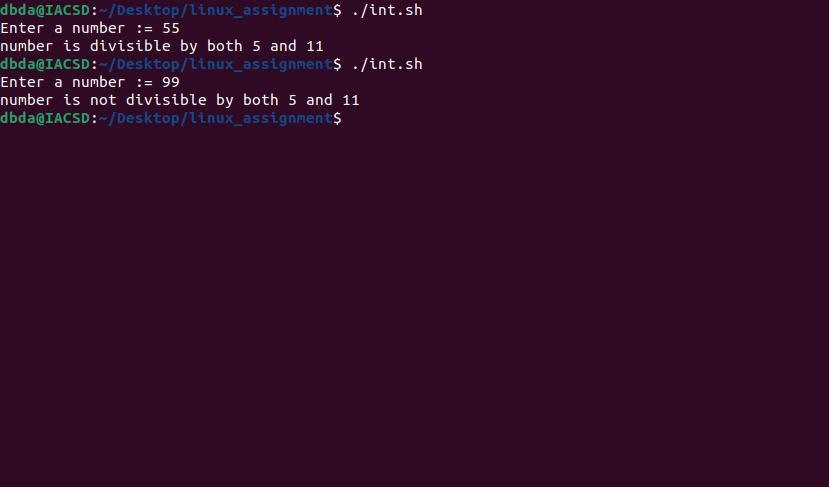 dbda@IACSD:~/Desktop/linux_assignment$ ./int.sh
Enter a number := 55
number is divisible by both 5 and 11
dbda@IACSD:~/Desktop/linux_assignment$ ./int.sh
Enter a number := 99
number is not divisible by both 5 and 11
dbda@IACSD:~/Desktop/linux_assignment$